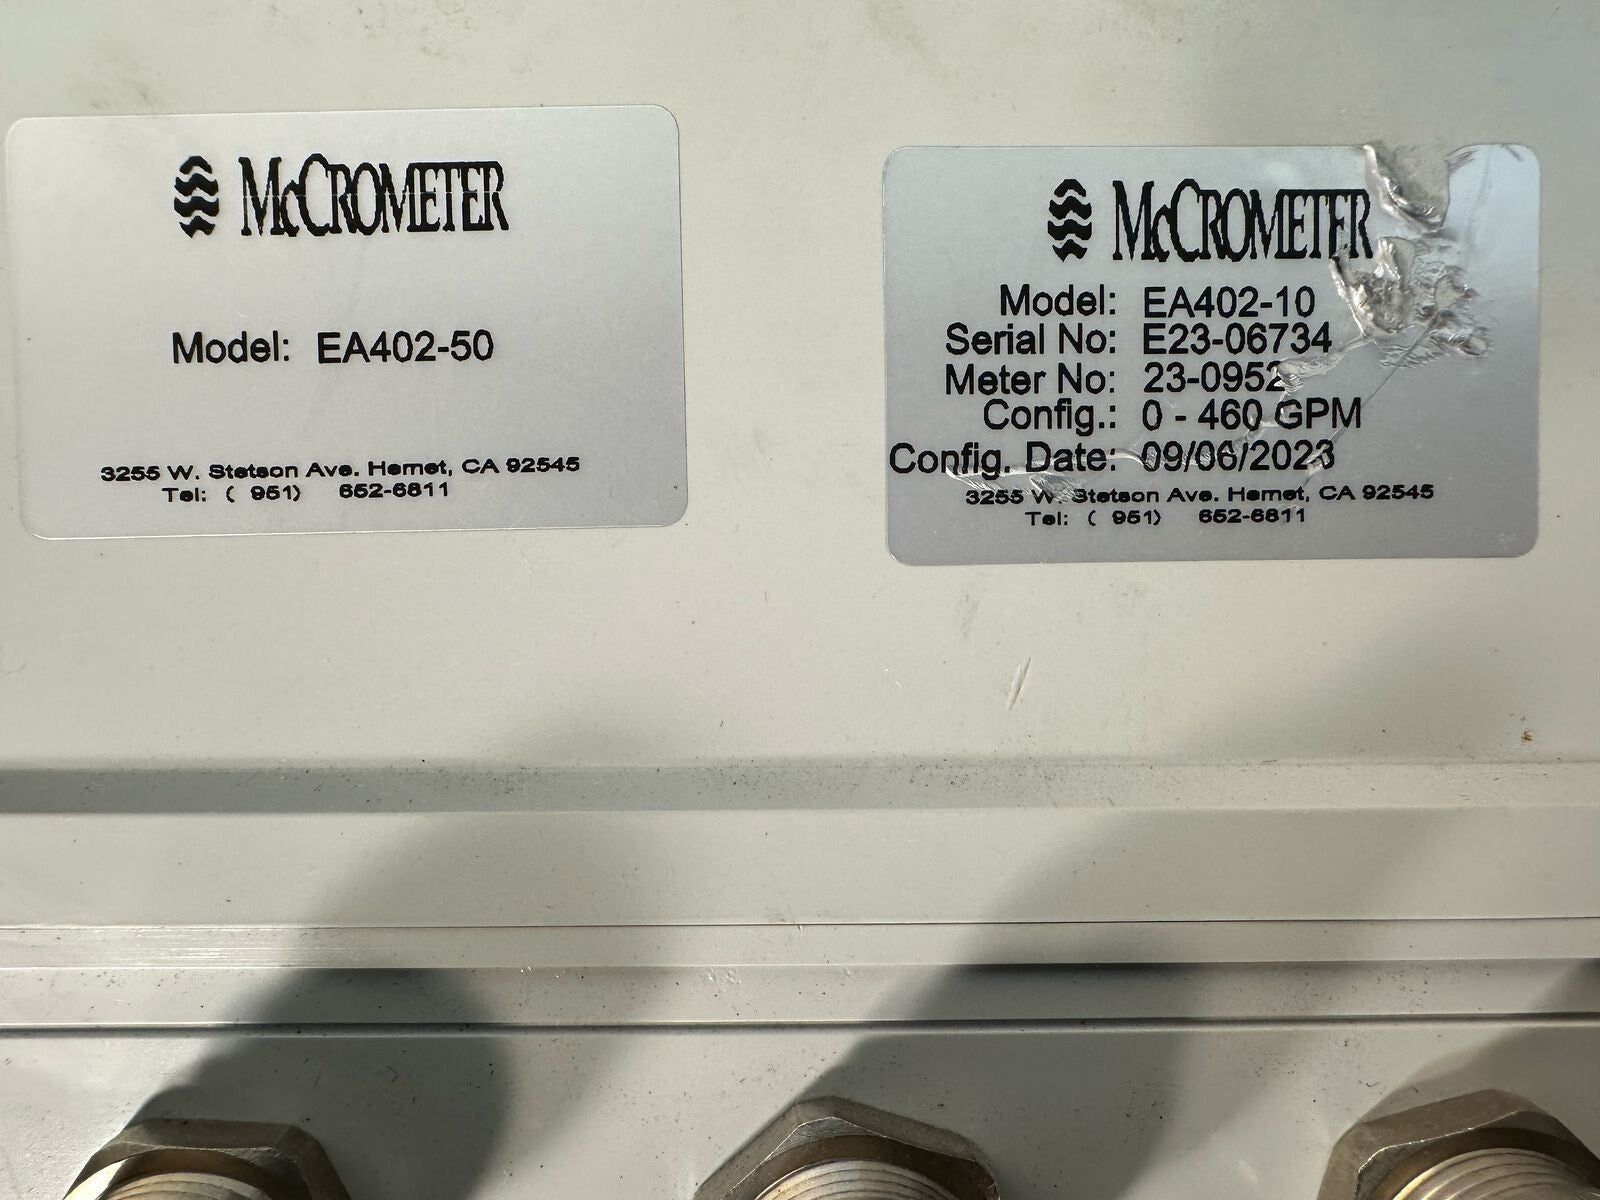 McCROMETER
Model: EA402-50
3255 W. Stetson Ave. Hemet, CA 92545
Tel: ( 951) 652-6811
McCROMETER
Model: EA402-10
Serial No: E23-06734
Meter No: 23-0952
Config.: 0 - 460 GPM
Config. Date: 09/06/2023
3255 W. Stetson Ave. Hemet, CA 92545
Tel: ( 951) 652-6811